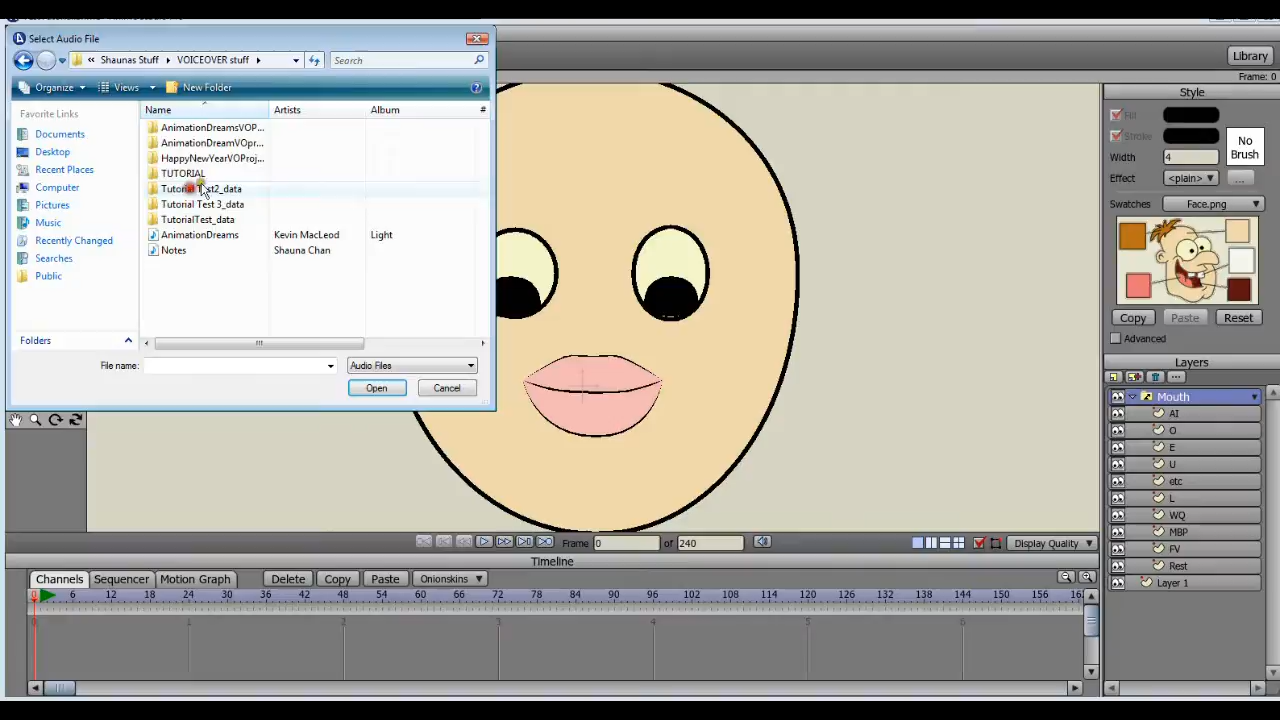 Select Audio File
« Shaunas Stuff VOICEOVER stuff Search
Library
Organize Views New Folder
Frame: 0
Favorite Links
Documents
Desktop
Recent Places
Computer
Pictures
Music
Recently Changed
Searches
Public
Folders
Name Artists Album #
AnimationDreamsVOP...
AnimationDreamVOpr...
HappyNewYearVOProj...
TUTORIAL
Tutorial Test2_data
Tutorial Test 3_data
TutorialTest_data
AnimationDreams Kevin MacLeod Light
Notes Shauna Chan
File name: Audio Files
Open Cancel
Style
Fill
Stroke
Width 4
No Brush
Effect <plain> ...
Swatches Face.png
Copy Paste Reset
Advanced
Layers
Mouth
AI
O
E
U
etc
L
WQ
MBP
FV
Rest
Layer 1
Frame 0 of 240 Display Quality
Timeline
Channels Sequencer Motion Graph Delete Copy Paste Onionskins
0 6 12 18 24 30 36 42 48 54 60 66 72 78 84 90 96 102 108 114 120 126 132 138 144 150 156
0 1 2 3 4 5 6